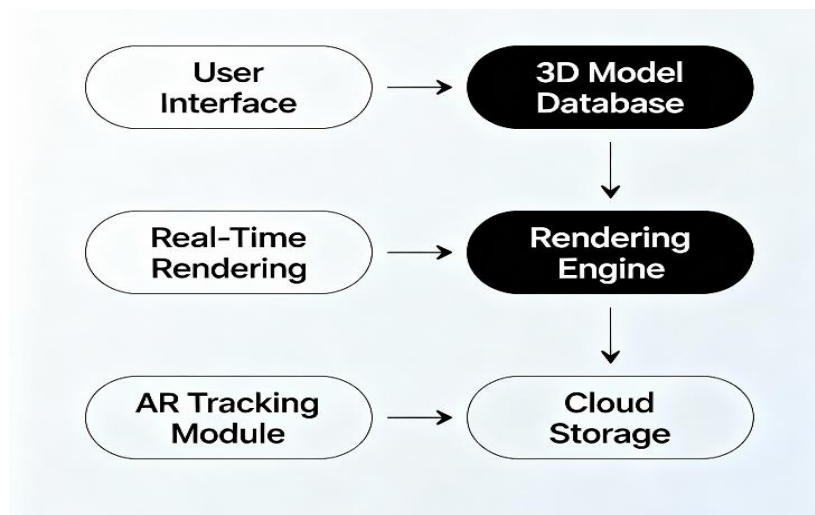 User
Interface
3D Model
Database
Real-Time
Rendering
Rendering
Engine
AR Tracking
Module
Cloud
Storage